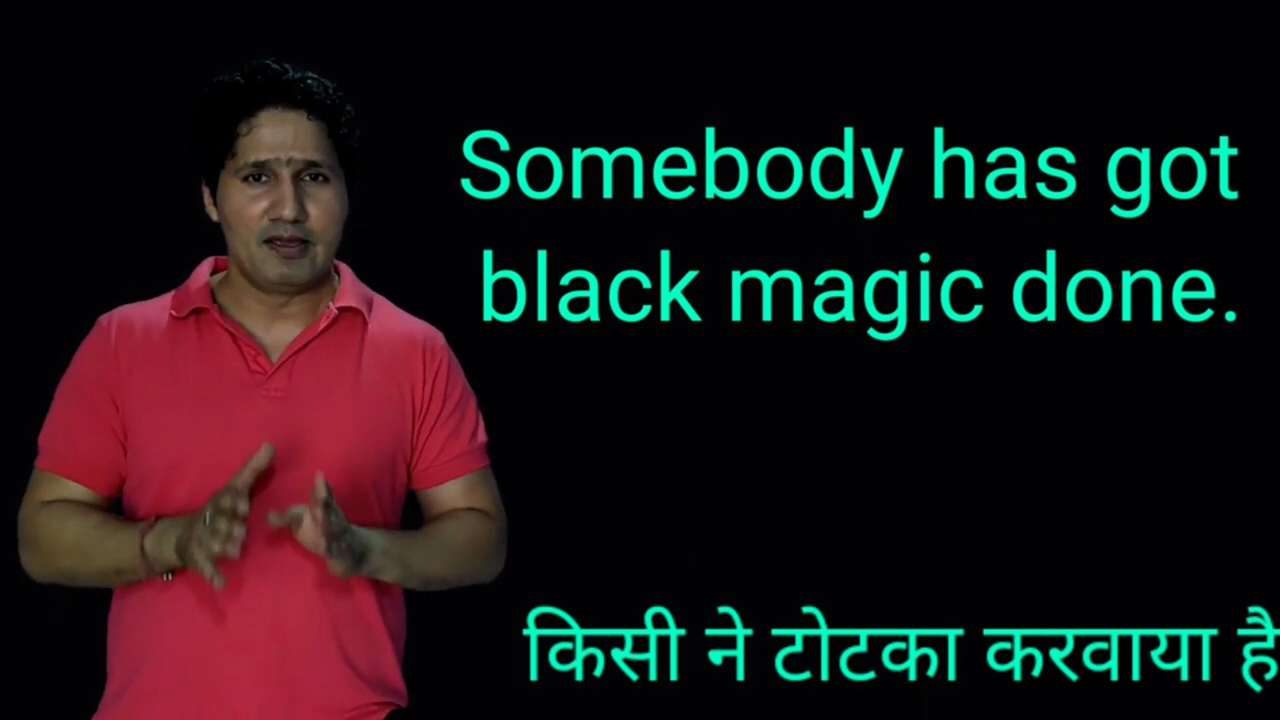 Somebody has got
black magic done.
किसी ने टोटका करवाया है